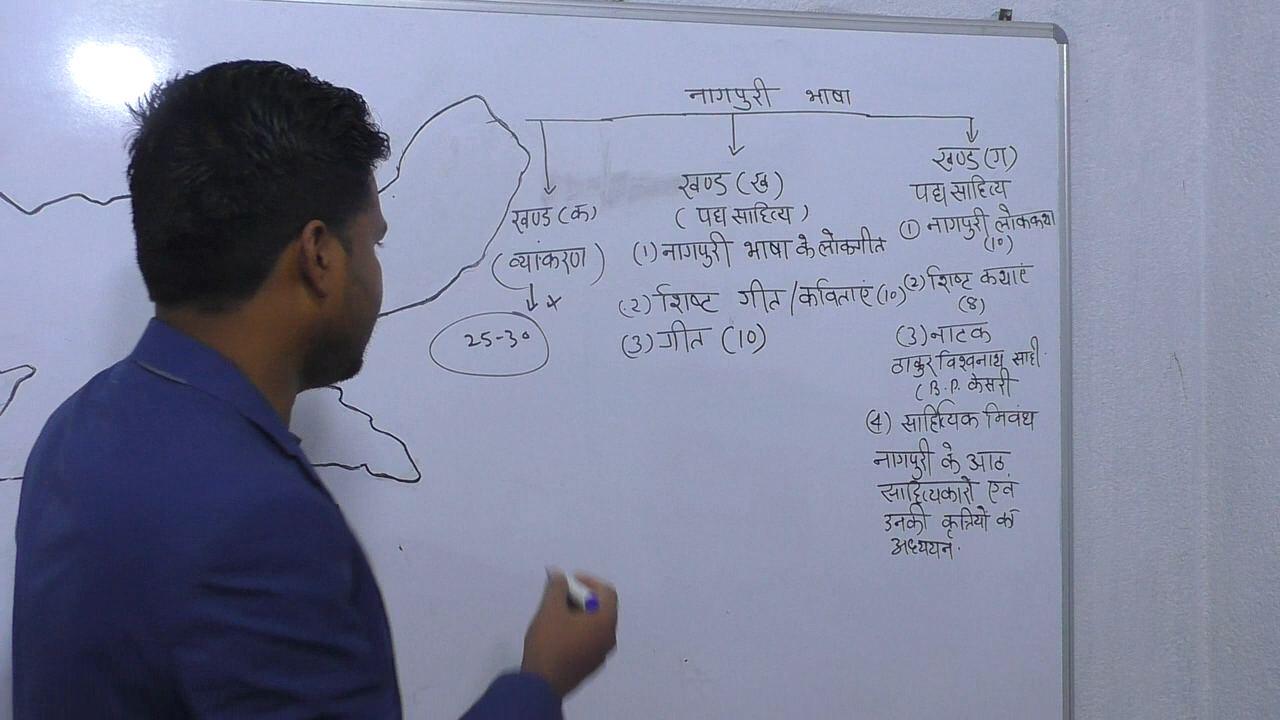 नागपुरी भाषा
खण्ड (क)
(व्यांकरण)
25-30
खण्ड (ख)
(पद्य साहित्य)
(1) नागपुरी भाषा के लोकगीत
(2) शिष्ट गीत/कविताएं (10)
(3) गीत (10)
खण्ड (ग)
पद्य साहित्य
(1) नागपुरी लोककथा
(10)
(2) शिष्ट कथाएं
(8)
(3) नाटक
ठाकुर विश्वनाथ साही
(B.P. केसरी
(4) साहित्यिक निवंध
नागपुरी के आठ
साहित्यकारो एवं
उनकी कृत्रियो का
अध्ययन.